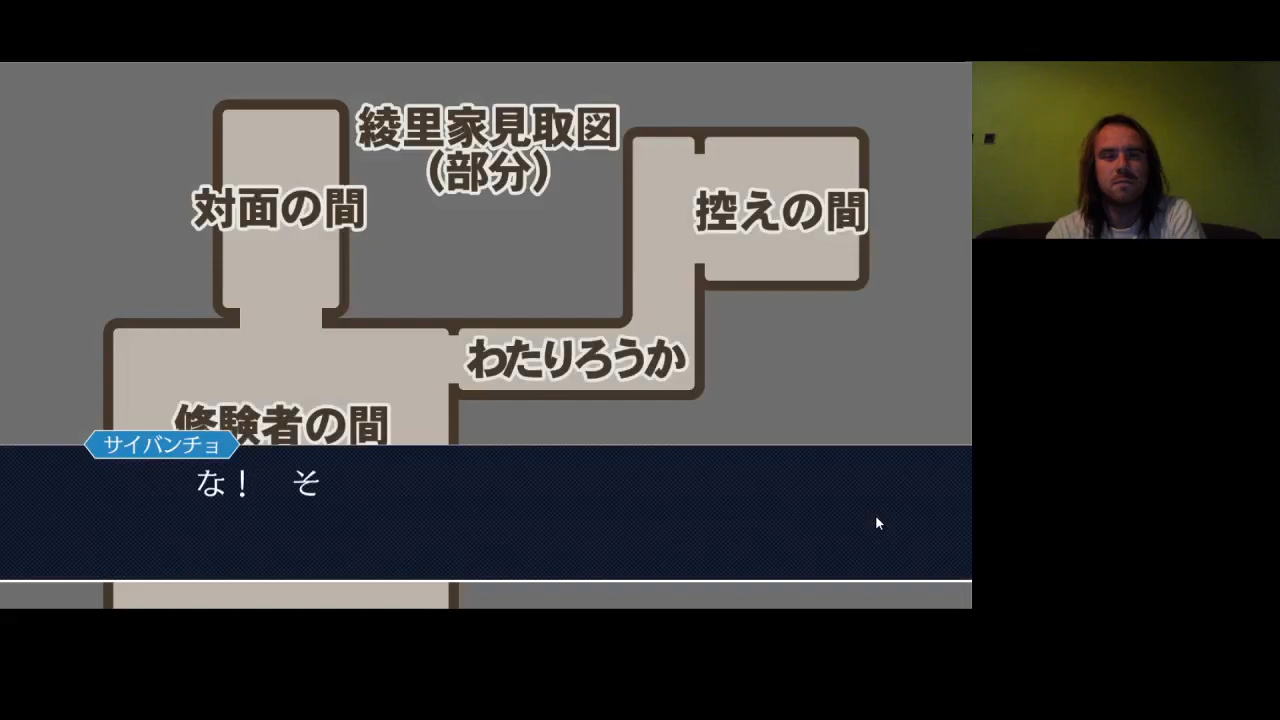 綾里家見取図
（部分）
対面の間
控えの間
わたりろうか
修験者の間
サイバンチョ
な！　そ